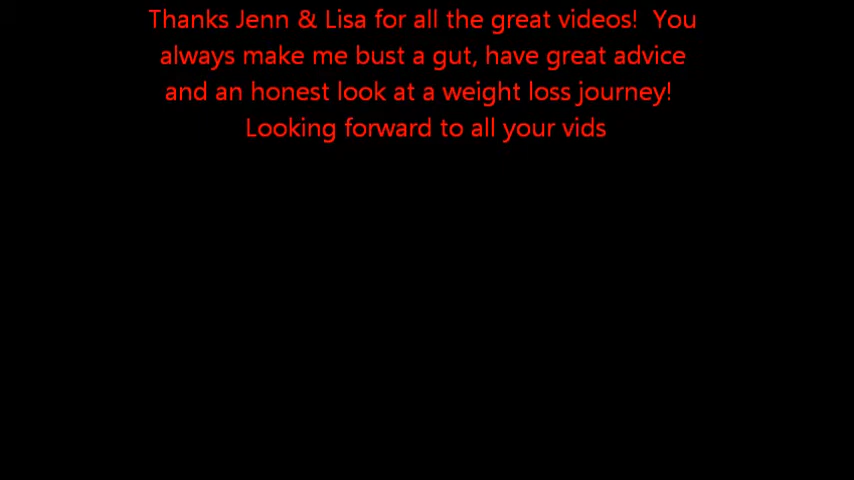 Thanks Jenn & Lisa for all the great videos!  You
always make me bust a gut, have great advice
and an honest look at a weight loss journey!
Looking forward to all your vids